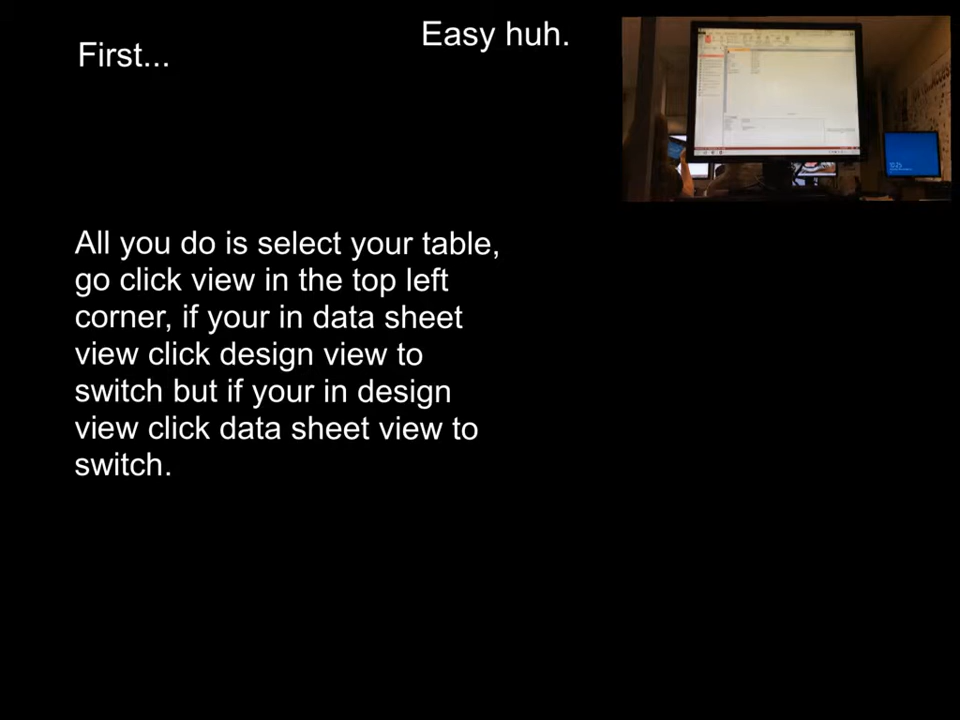 First...
Easy huh.
All you do is select your table,
go click view in the top left
corner, if your in data sheet
view click design view to
switch but if your in design
view click data sheet view to
switch.